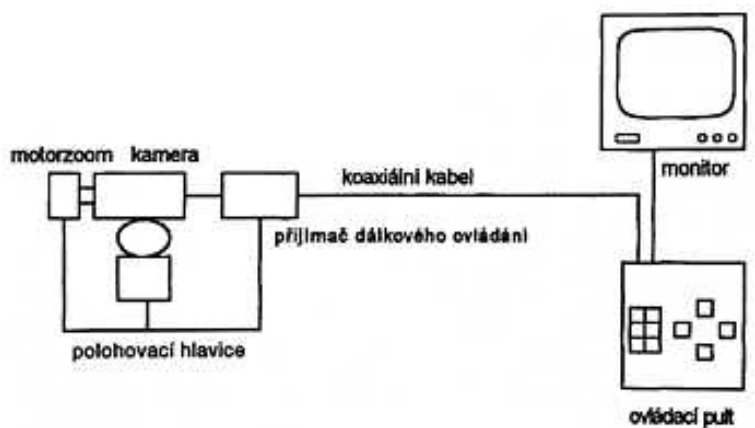 motorzoom kamera
koaxiální kabel
monitor
přijímač dálkového ovládání
polohovací hlavice
ovládací pult